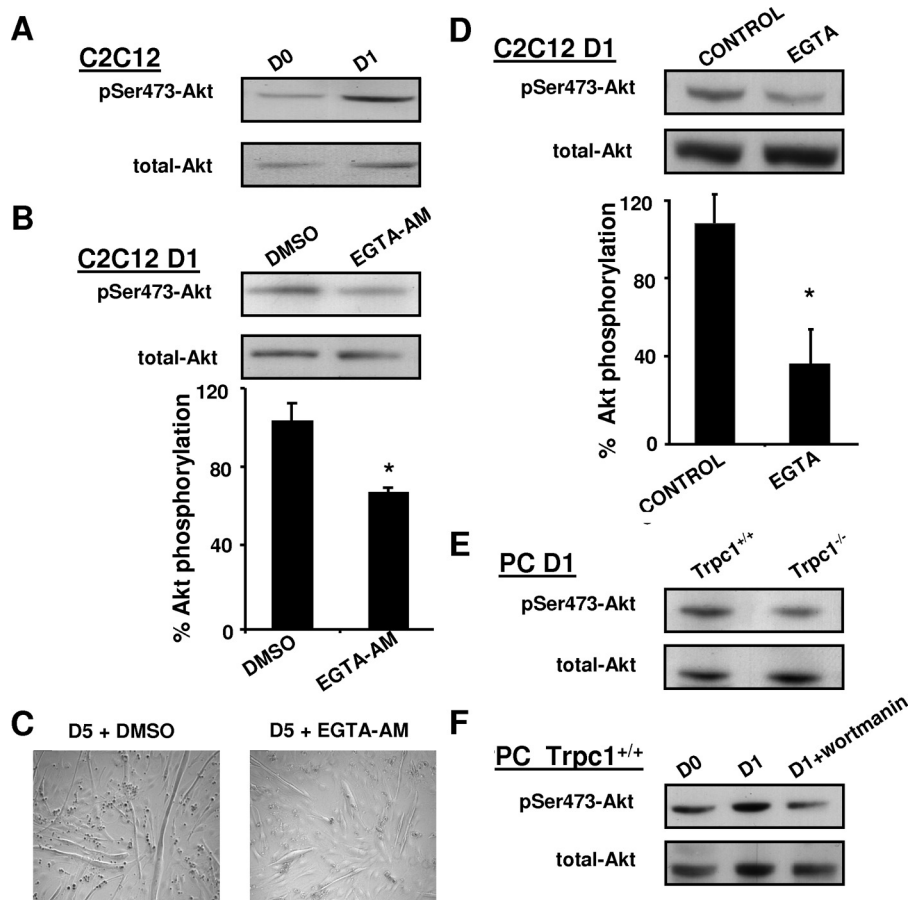 A
C2C12
D0 D1
pSer473-Akt
total-Akt
B
C2C12 D1
DMSO EGTA-AM
pSer473-Akt
total-Akt
% Akt phosphorylation
120
80
40
0
DMSO EGTA-AM
C
D5 + DMSO D5 + EGTA-AM
D
C2C12 D1
CONTROL EGTA
pSer473-Akt
total-Akt
% Akt phosphorylation
120
80
40
0
*
*
CONTROL EGTA
E
PC D1
Trpc1+/+ Trpc1-/-
pSer473-Akt
total-Akt
F
PC Trpc1+/+
D0 D1 D1+wortmanin
pSer473-Akt
total-Akt